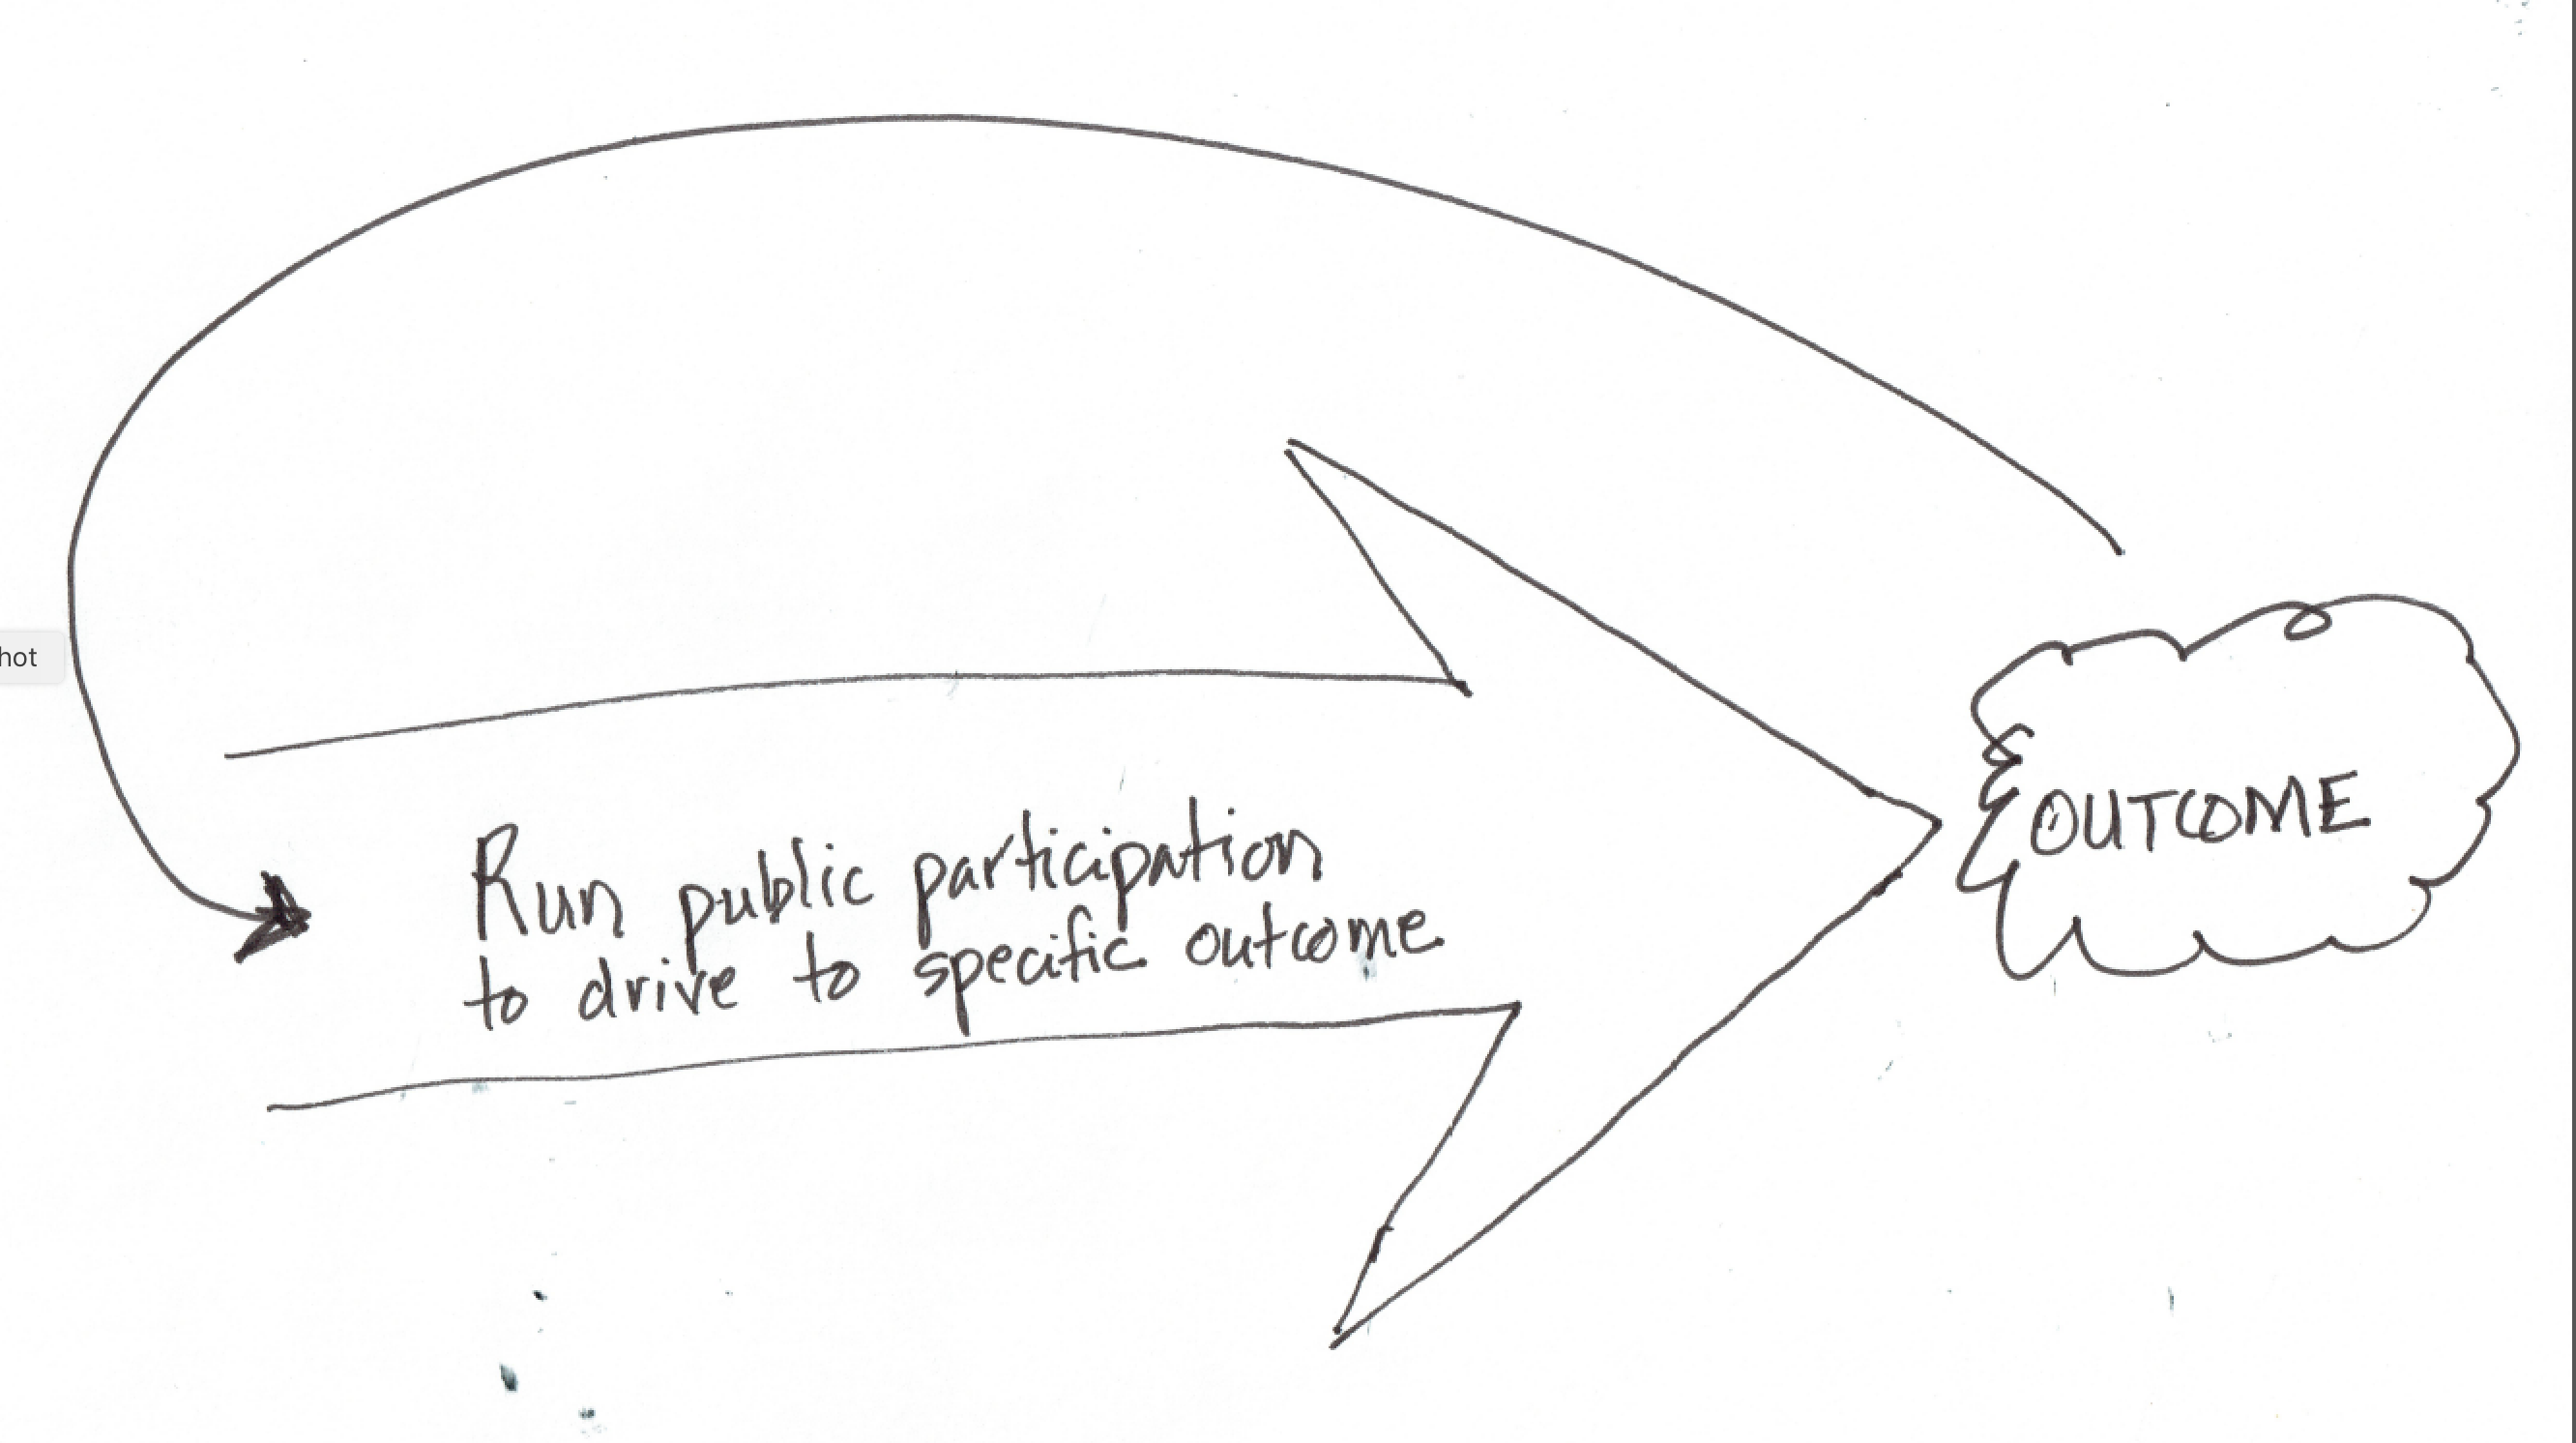 hot
Run public participation
to drive to specific outcome
OUTCOME